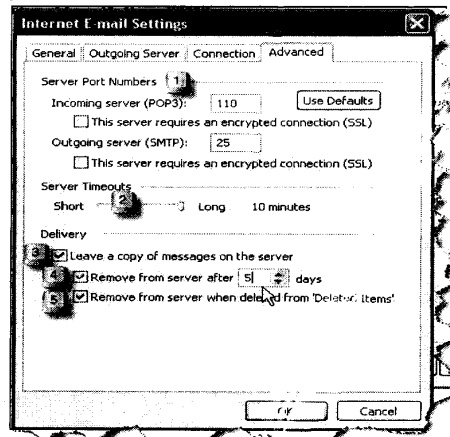 Internet E-mail Settings
General Outgoing Server Connection Advanced
Server Port Numbers 1
Incoming server (POP3): 110 Use Defaults
This server requires an encrypted connection (SSL)
Outgoing server (SMTP): 25
This server requires an encrypted connection (SSL)
Server Timeouts
Short 2 Long 10 minutes
Delivery
3 Leave a copy of messages on the server
4 Remove from server after 5 days
5 Remove from server when deleted from 'Deleted Items'
OK Cancel